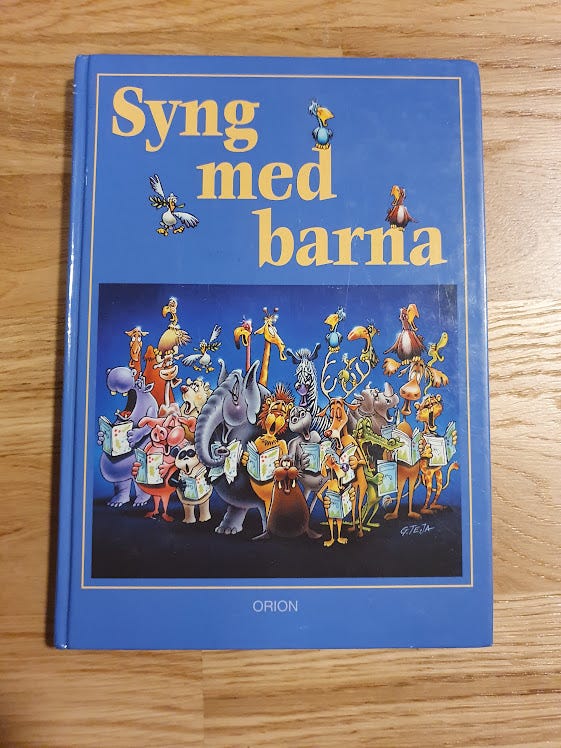 Syng
med
barna
G.TEJA
ORION